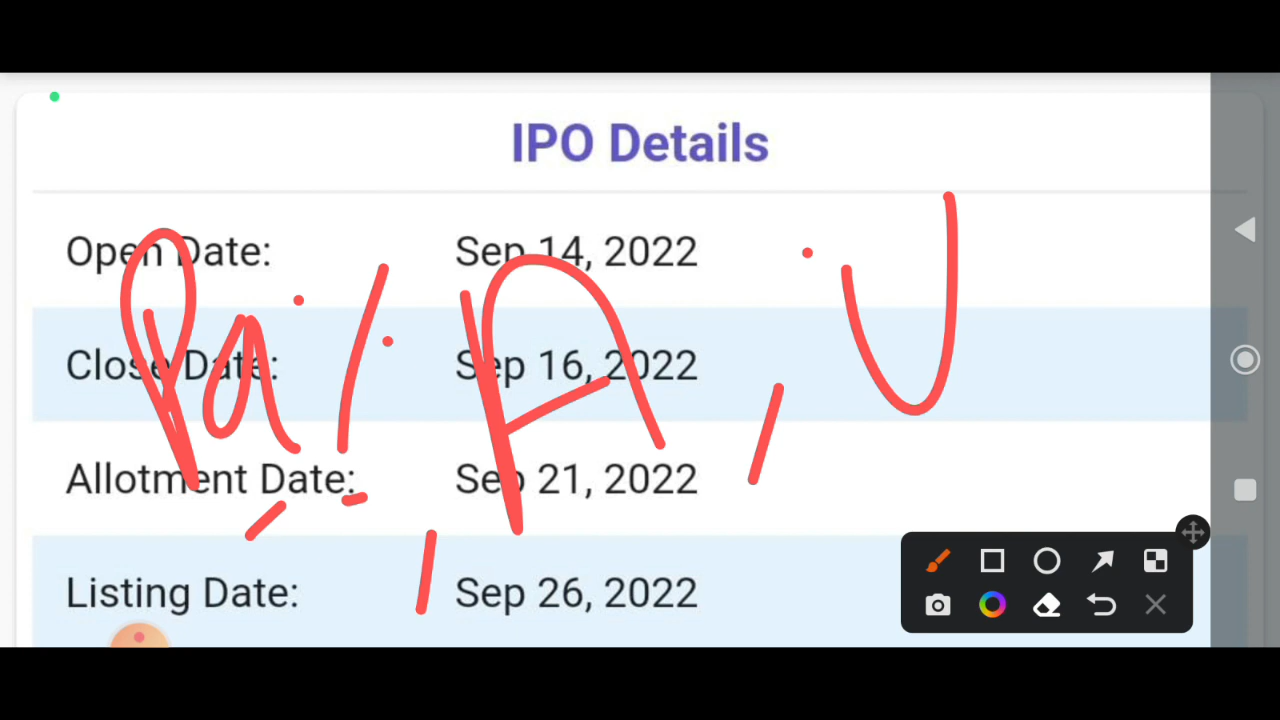 IPO Details
Open Date: Sep 14, 2022
Close Date: Sep 16, 2022
Allotment Date: Sep 21, 2022
Listing Date: Sep 26, 2022